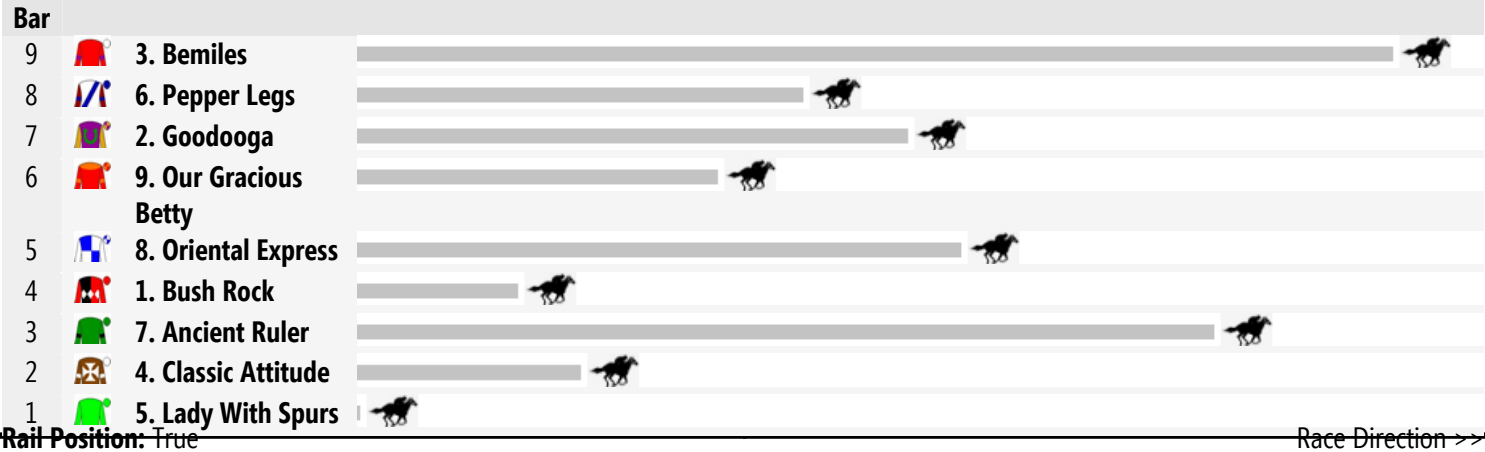 Bar
9 3. Bemiles
8 6. Pepper Legs
7 2. Goodooga
6 9. Our Gracious
Betty
5 8. Oriental Express
4 1. Bush Rock
3 7. Ancient Ruler
2 4. Classic Attitude
1 5. Lady With Spurs
Rail Position: True Race Direction >>